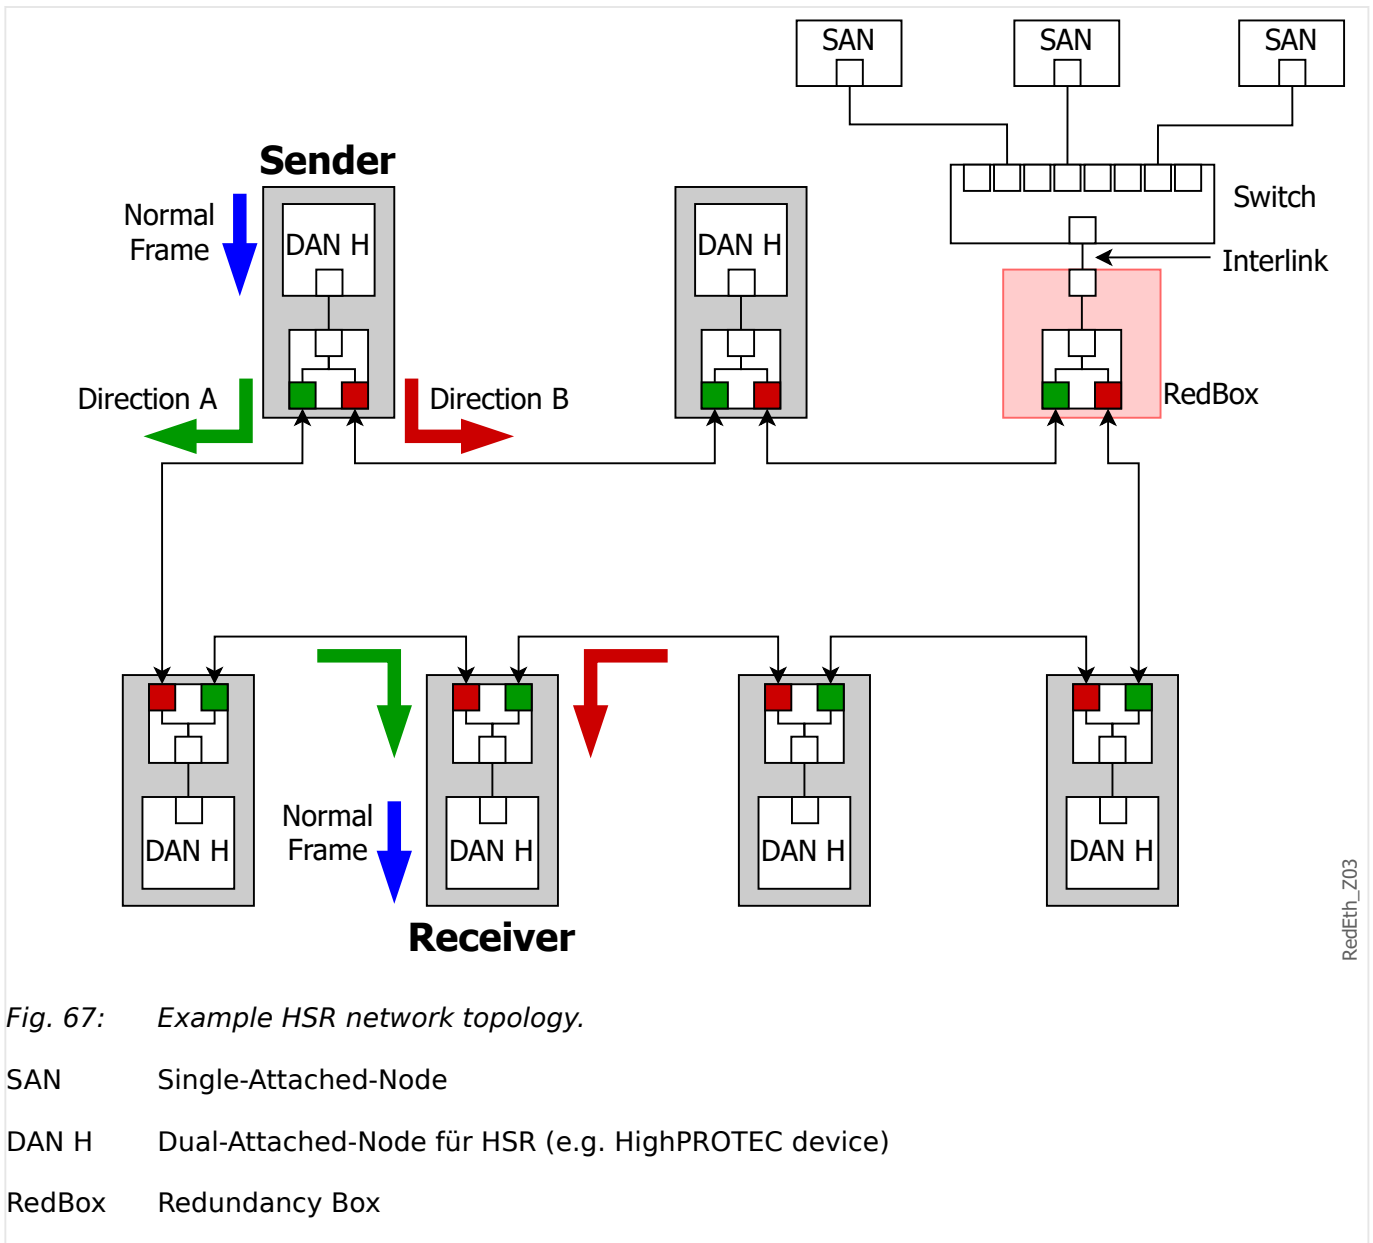 SAN SAN SAN
Sender
Normal
Frame
DAN H
DAN H
Switch
Interlink
Direction A
Direction B
RedBox
Normal
Frame
DAN H DAN H DAN H DAN H
Receiver
RedEth_Z03
Fig. 67: Example HSR network topology.
SAN Single-Attached-Node
DAN H Dual-Attached-Node für HSR (e.g. HighPROTEC device)
RedBox Redundancy Box